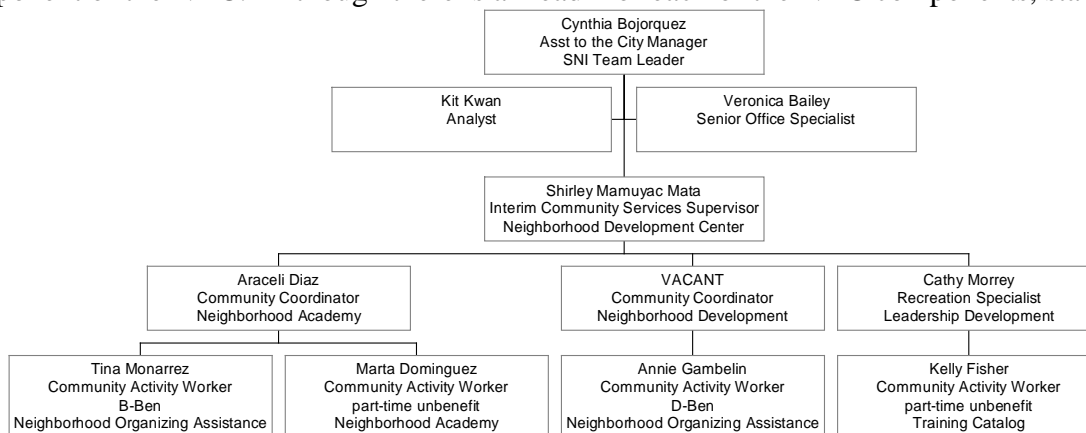 Cynthia Bojorquez
Asst to the City Manager
SNI Team Leader
Kit Kwan
Analyst
Veronica Bailey
Senior Office Specialist
Shirley Mamuyac Mata
Interim Community Services Supervisor
Neighborhood Development Center
Araceli Diaz
Community Coordinator
Neighborhood Academy
VACANT
Community Coordinator
Neighborhood Development
Cathy Morrey
Recreation Specialist
Leadership Development
Tina Monarrez
Community Activity Worker
B-Ben
Neighborhood Organizing Assistance
Marta Dominguez
Community Activity Worker
part-time unbenefit
Neighborhood Academy
Annie Gambelin
Community Activity Worker
D-Ben
Neighborhood Organizing Assistance
Kelly Fisher
Community Activity Worker
part-time unbenefit
Training Catalog